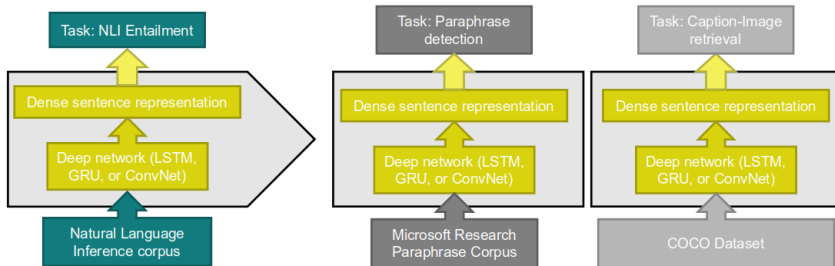 Task: NLI Entailment
Dense sentence representation
Deep network (LSTM,
GRU, or ConvNet)
Natural Language
Inference corpus
Task: Paraphrase
detection
Dense sentence representation
Deep network (LSTM,
GRU, or ConvNet)
Microsoft Research
Paraphrase Corpus
Task: Caption-Image
retrieval
Dense sentence representation
Deep network (LSTM,
GRU, or ConvNet)
COCO Dataset